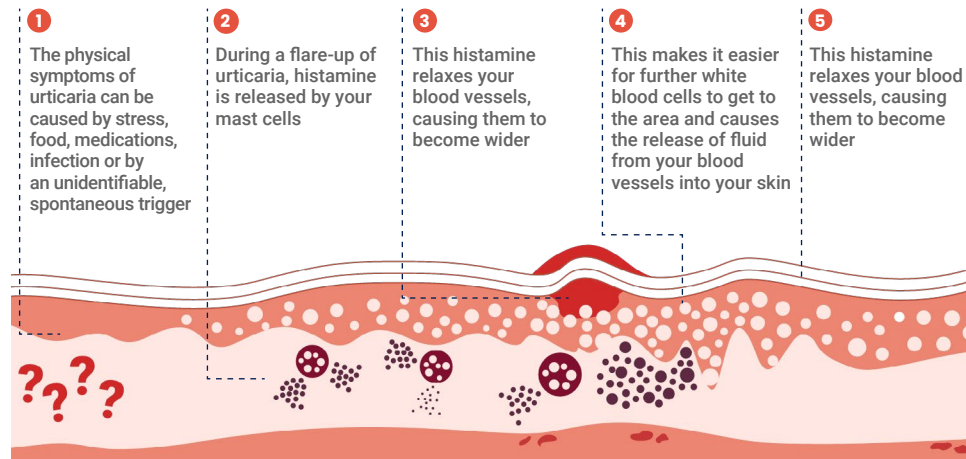 1
The physical
symptoms of
urticaria can be
caused by stress,
food, medications,
infection or by
an unidentifiable,
spontaneous trigger
2
During a flare-up of
urticaria, histamine
is released by your
mast cells
3
This histamine
relaxes your
blood vessels,
causing them to
become wider
4
This makes it easier
for further white
blood cells to get to
the area and causes
the release of fluid
from your blood
vessels into your skin
5
This histamine
relaxes your blood
vessels, causing
them to become
wider
? ? ? ?